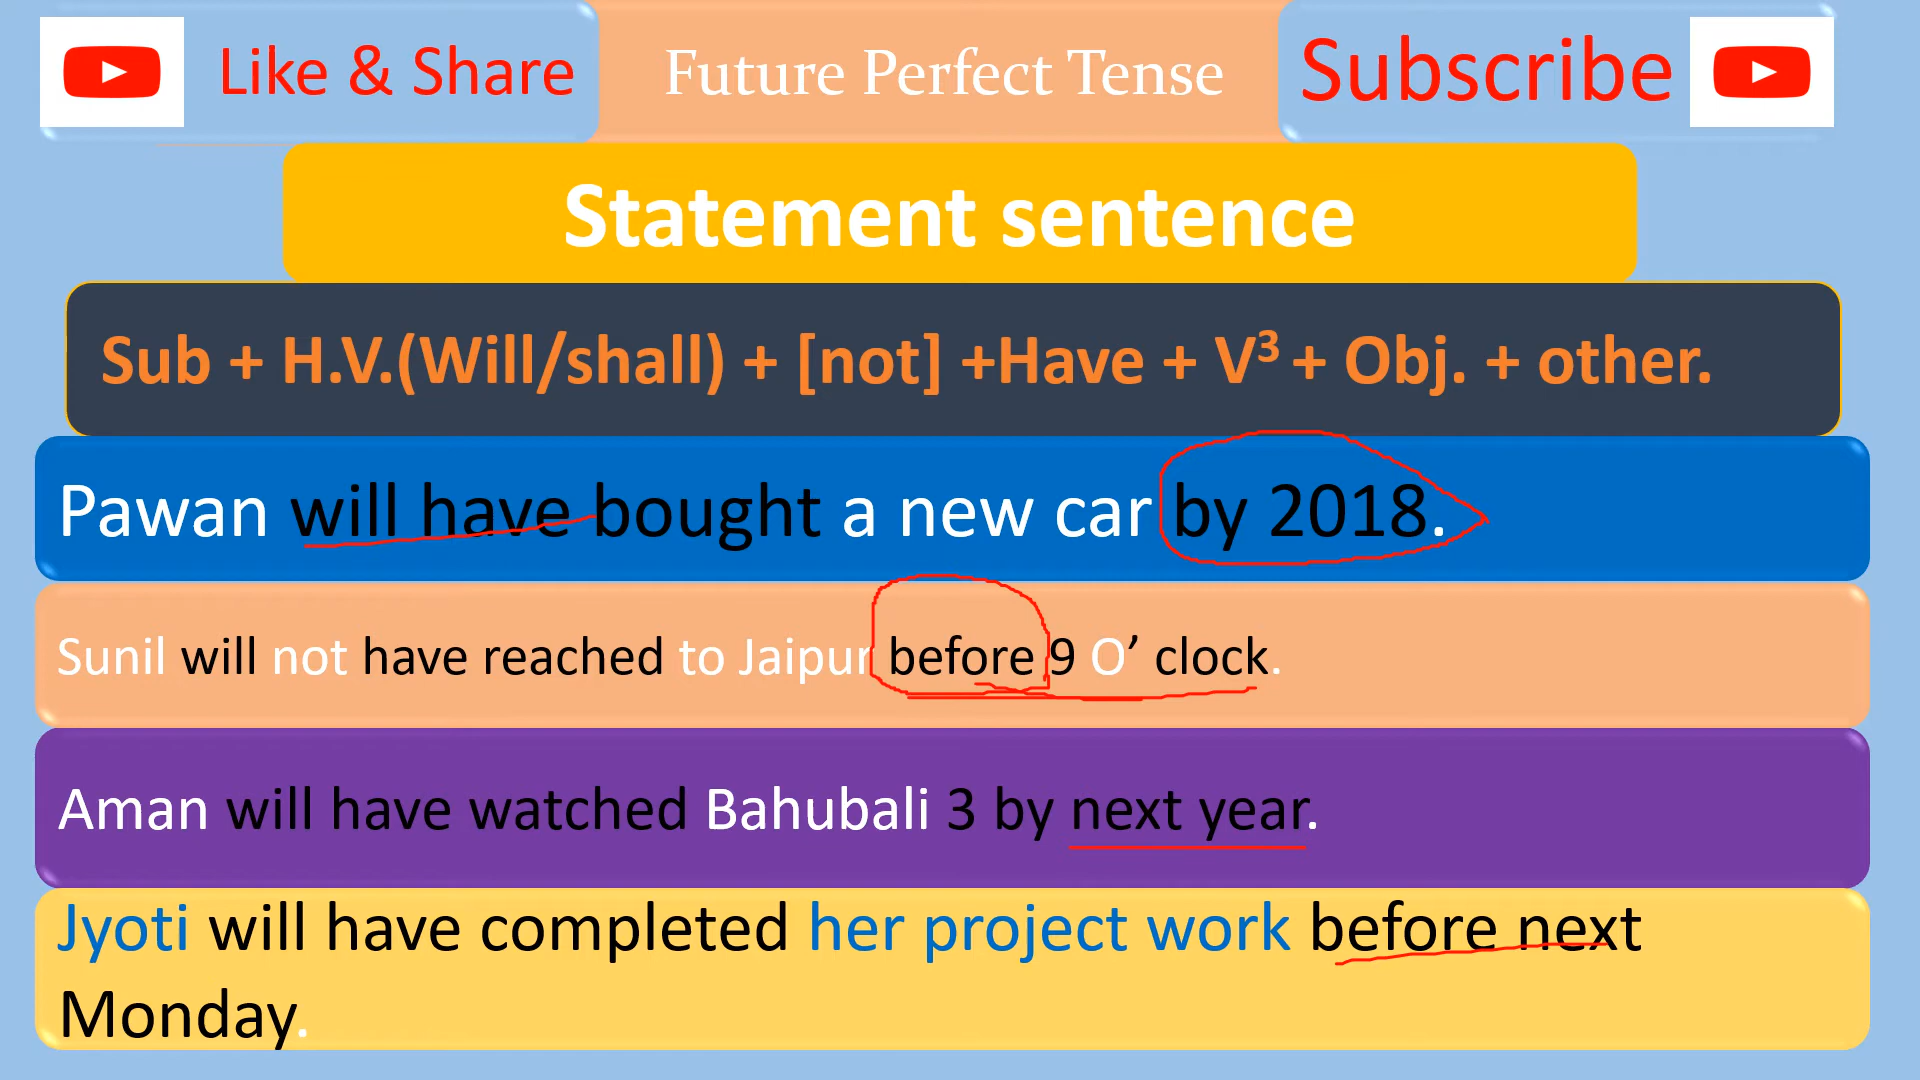 Like & Share
Future Perfect Tense
Subscribe
Statement sentence
Sub + H.V.(Will/shall) + [not] +Have + V³ + Obj. + other.
Pawan will have bought a new car by 2018.
Sunil will not have reached to Jaipur before 9 O’ clock.
Aman will have watched Bahubali 3 by next year.
Jyoti will have completed her project work before next
Monday.